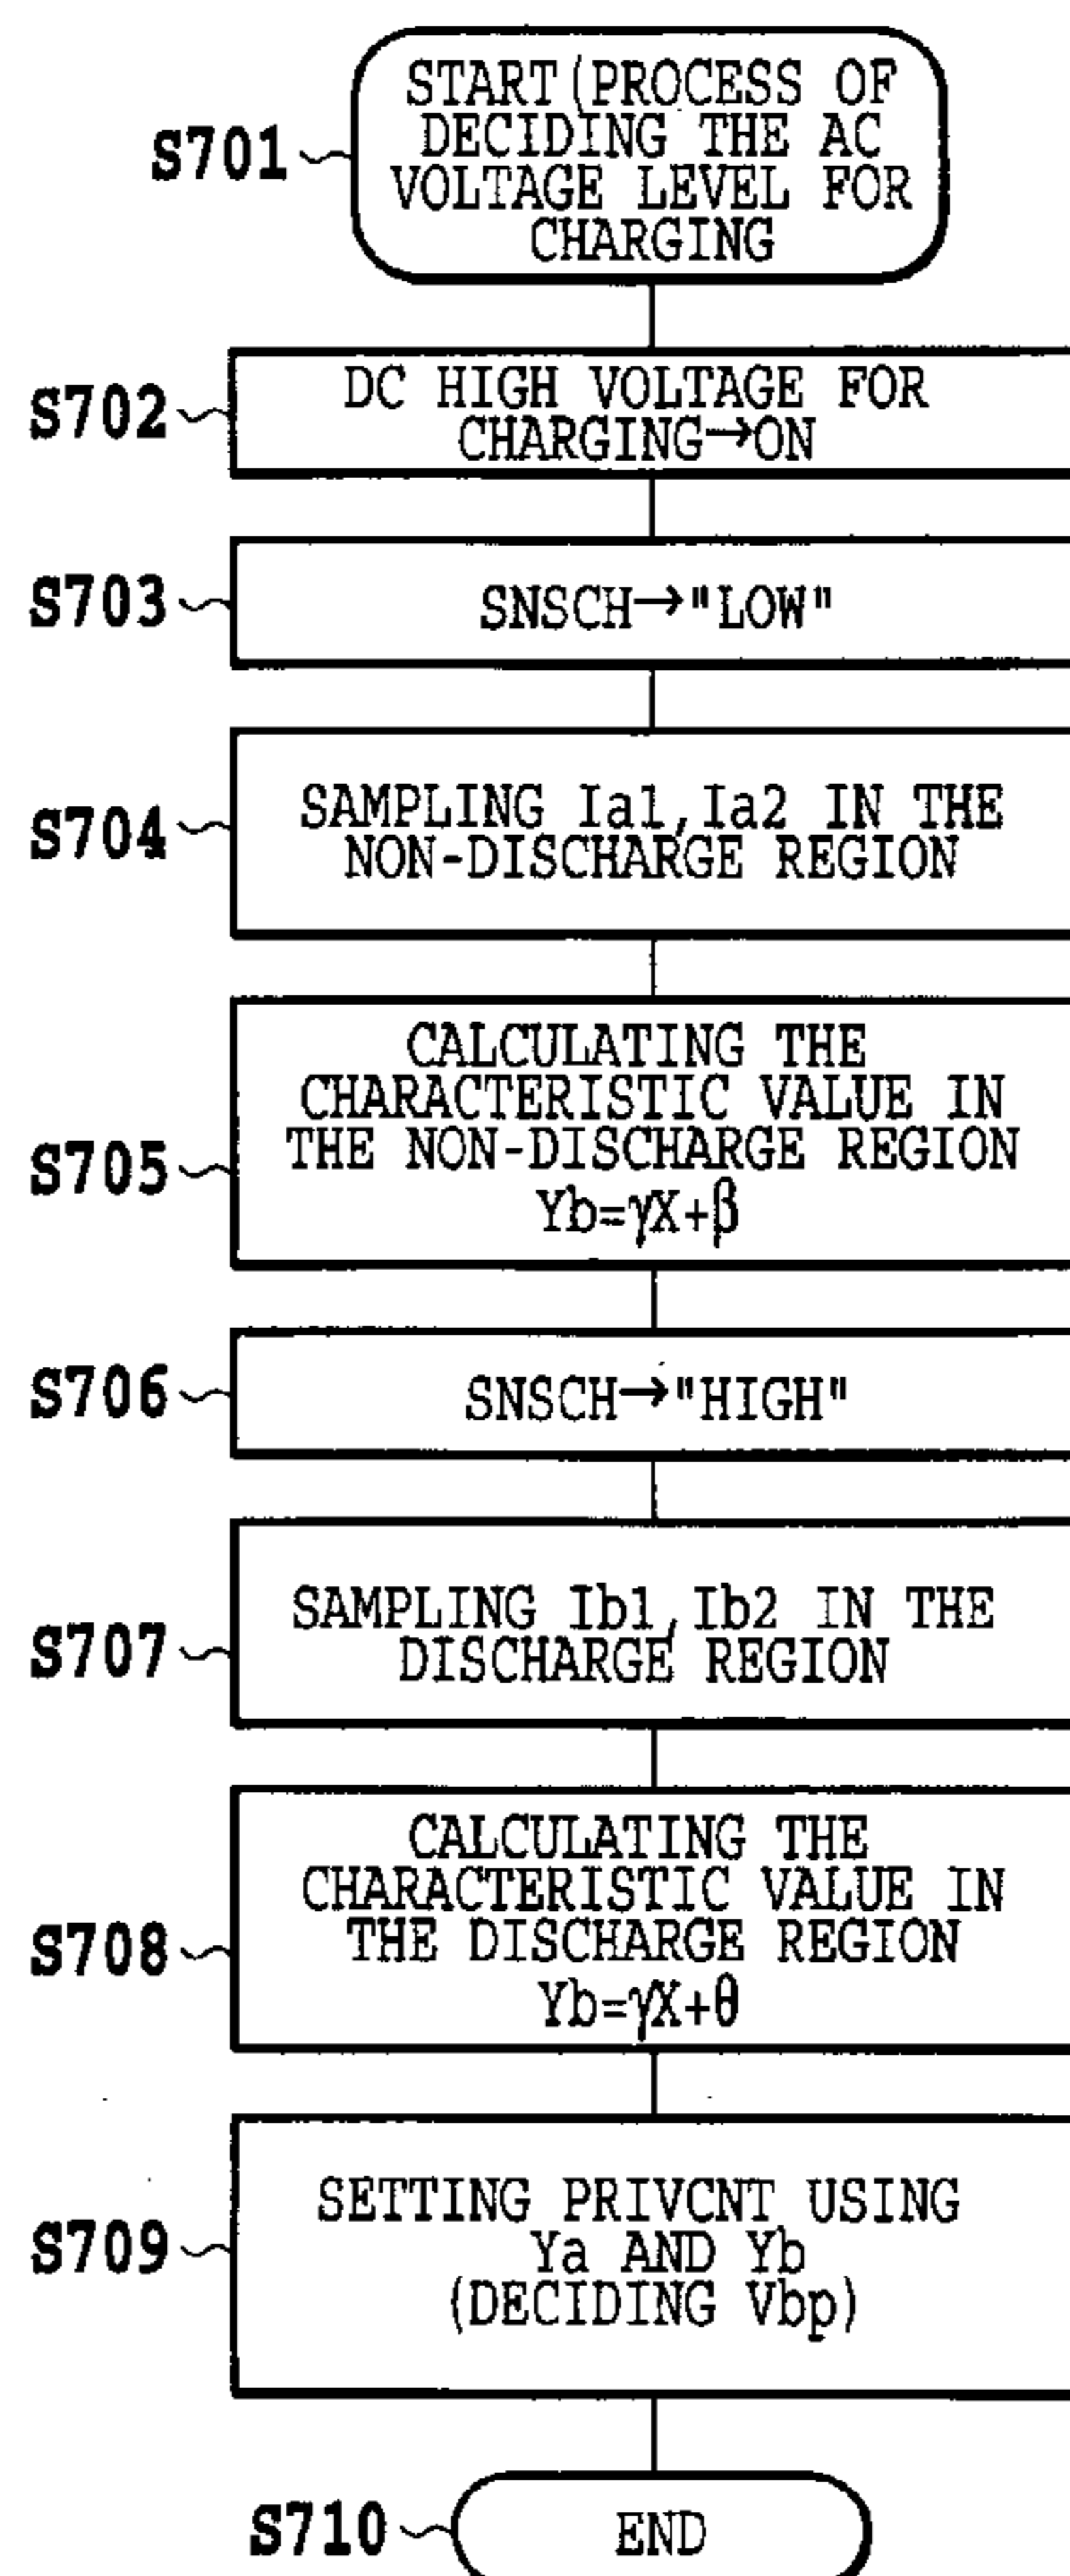 S701
START(PROCESS OF
DECIDING THE AC
VOLTAGE LEVEL FOR
CHARGING
S702
DC HIGH VOLTAGE FOR
CHARGING→ON
S703
SNSCH→"LOW"
S704
SAMPLING Ia1,Ia2 IN THE
NON-DISCHARGE REGION
S705
CALCULATING THE
CHARACTERISTIC VALUE IN
THE NON-DISCHARGE REGION
Yb=γX+β
S706
SNSCH→"HIGH"
S707
SAMPLING Ib1,Ib2 IN THE
DISCHARGE REGION
S708
CALCULATING THE
CHARACTERISTIC VALUE IN
THE DISCHARGE REGION
Yb=γX+θ
S709
SETTING PRIVCNT USING
Ya AND Yb
(DECIDING Vbp)
S710
END